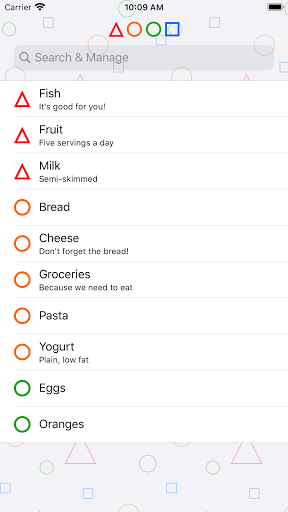 Carrier 10:09 AM
Search & Manage
Fish
It's good for you!
Fruit
Five servings a day
Milk
Semi-skimmed
Bread
Cheese
Don't forget the bread!
Groceries
Because we need to eat
Pasta
Yogurt
Plain, low fat
Eggs
Oranges